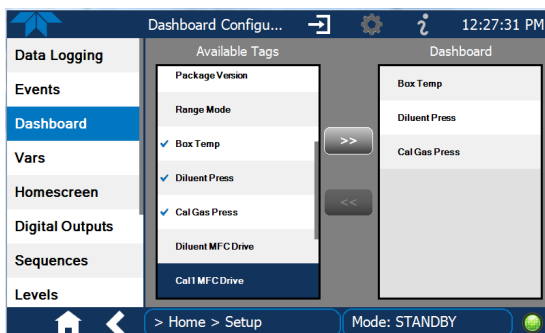 Dashboard Configu...
12:27:31 PM
Data Logging
Events
Dashboard
Vars
Homescreen
Digital Outputs
Sequences
Levels
Available Tags
Package Version
Range Mode
Box Temp
Diluent Press
Cal Gas Press
Diluent MFC Drive
Cal1 MFC Drive
>>
<<
Dashboard
Box Temp
Diluent Press
Cal Gas Press
> Home > Setup
Mode: STANDBY